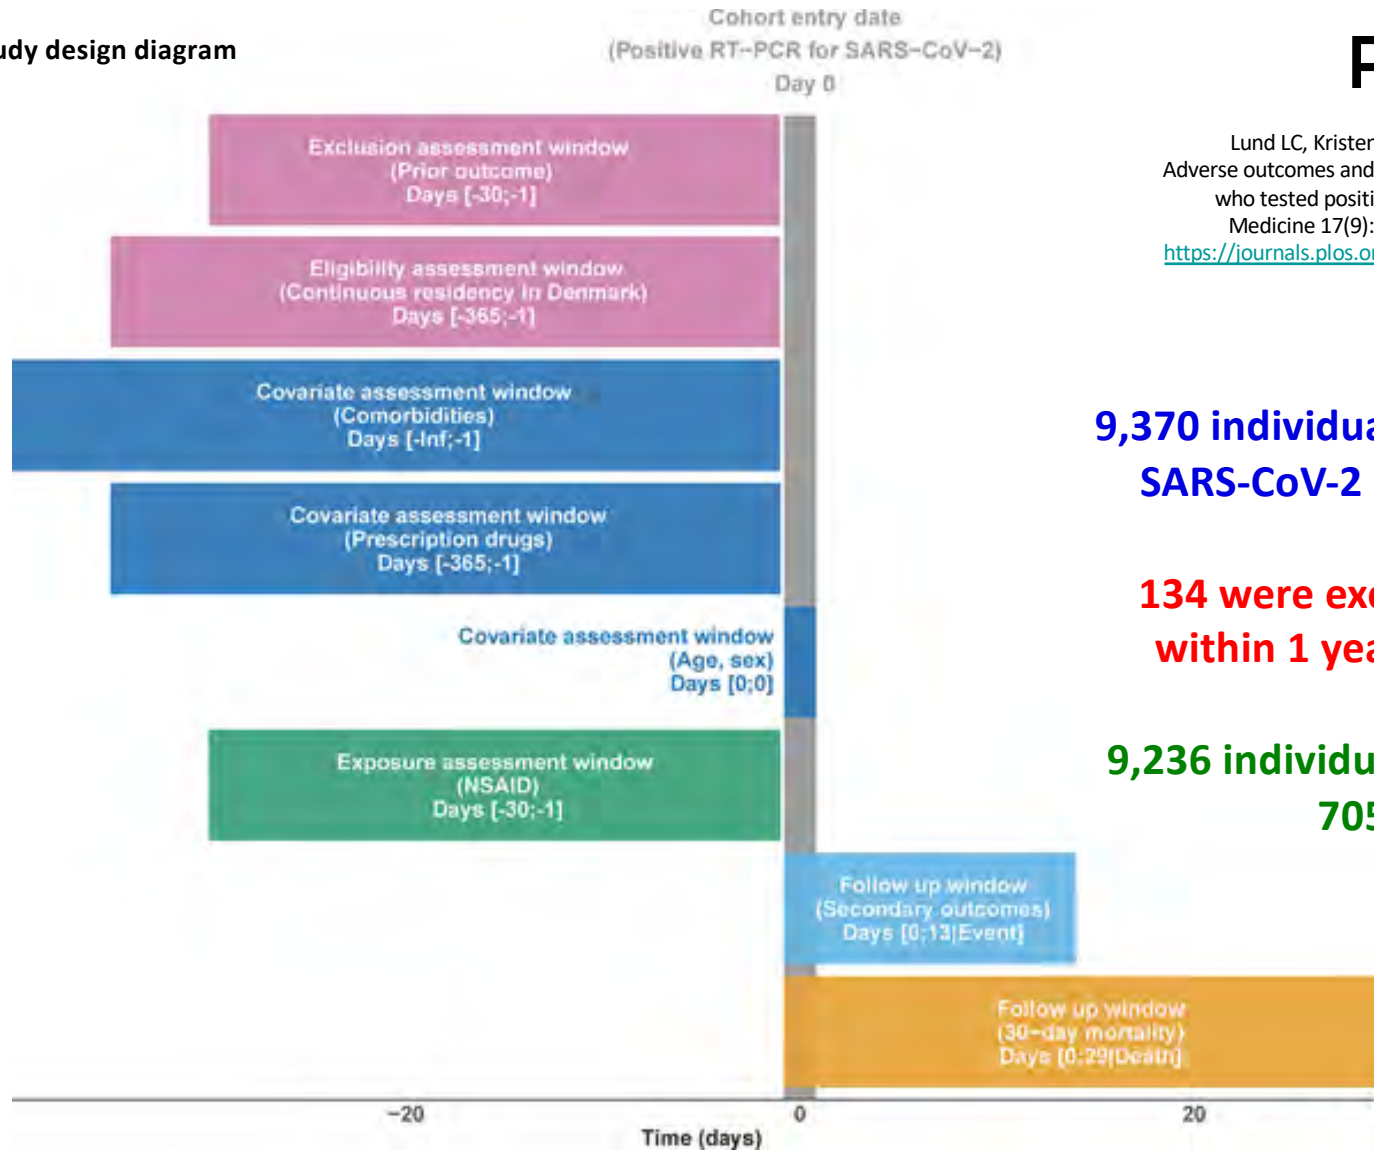 udy design diagram
Cohort entry date
(Positive RT-PCR for SARS-CoV-2)
Day 0
Exclusion assessment window
(Prior outcome)
Days [-30;-1]
Eligibility assessment window
(Continuous residency in Denmark)
Days [-365;-1]
Covariate assessment window
(Comorbidities)
Days [-Inf;-1]
Covariate assessment window
(Prescription drugs)
Days [-365;-1]
Covariate assessment window
(Age, sex)
Days [0;0]
Exposure assessment window
(NSAID)
Days [-30;-1]
Follow up window
(Secondary outcomes)
Days [0;13|Event]
Follow up window
(30-day mortality)
Days [0;29|Death]
-20
0
20
Time (days)
Lund LC, Kristen
Adverse outcomes and
who tested positi
Medicine 17(9):
https://journals.plos.or
9,370 individua
SARS-CoV-2
134 were exc
within 1 yea
9,236 individu
705